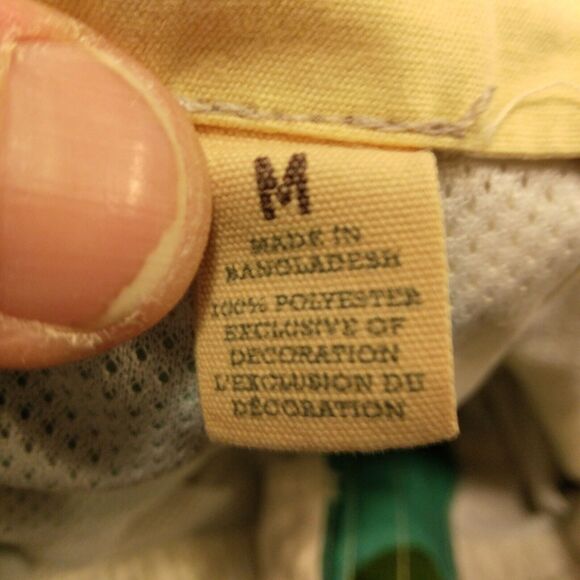 M
MADE IN
BANGLADESH
100% POLYESTER
EXCLUSIVE OF
DECORATION
L'EXCLUSION DU
DÉCORATION